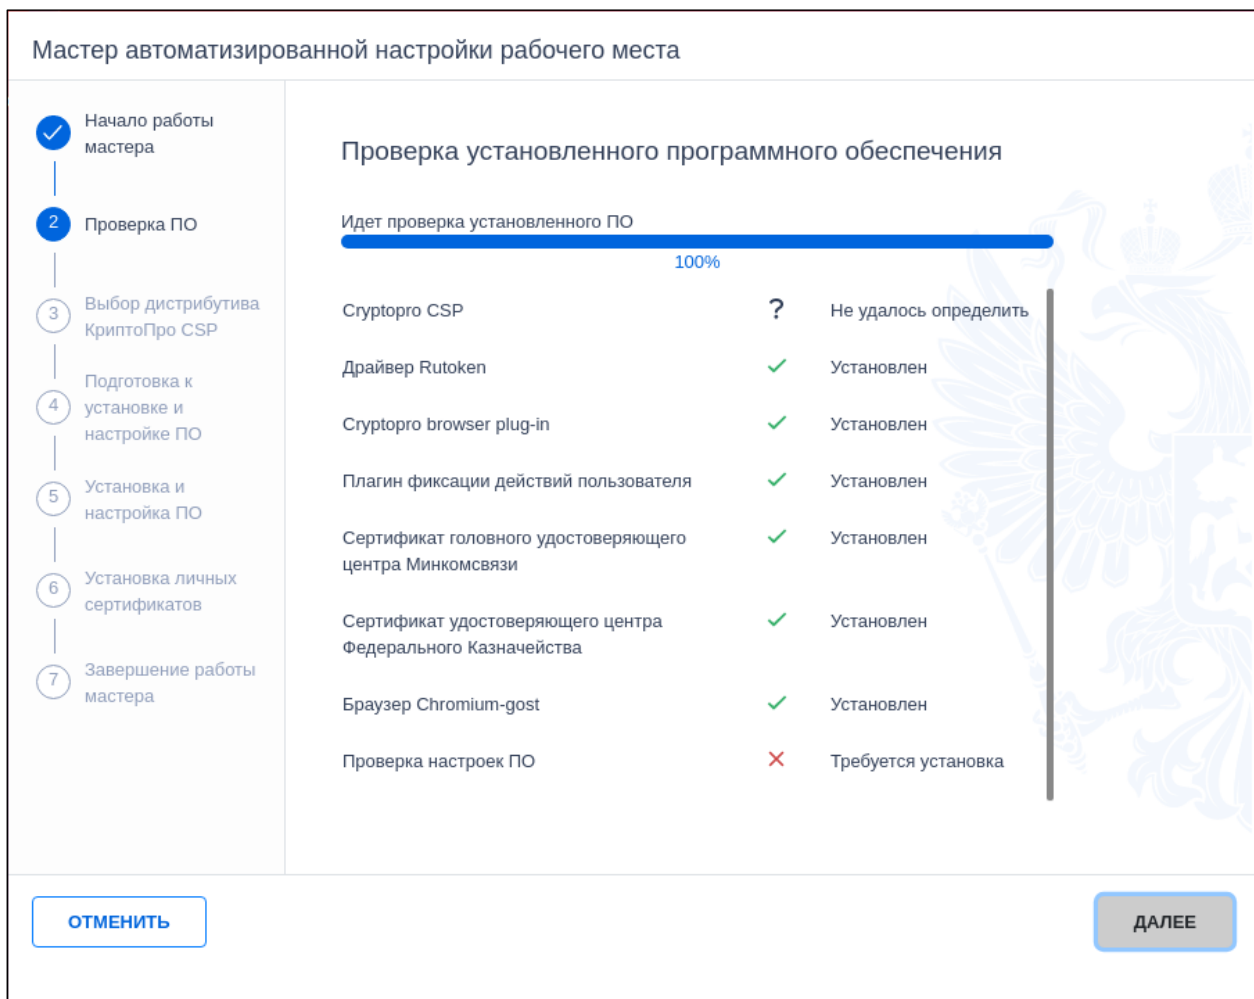 Мастер автоматизированной настройки рабочего места
Начало работы
мастера
2
Проверка ПО
3
Выбор дистрибутива
КриптоПро CSP
4
Подготовка к
установке и
настройке ПО
5
Установка и
настройка ПО
6
Установка личных
сертификатов
7
Завершение работы
мастера
Проверка установленного программного обеспечения
Идет проверка установленного ПО
100%
Cryptopro CSP ? Не удалось определить
Драйвер Rutoken Установлен
Cryptopro browser plug-in Установлен
Плагин фиксации действий пользователя Установлен
Сертификат головного удостоверяющего Установлен
центра Минкомсвязи
Сертификат удостоверяющего центра Установлен
Федерального Казначейства
Браузер Chromium-gost Установлен
Проверка настроек ПО Требуется установка
ОТМЕНИТЬ
ДАЛЕЕ